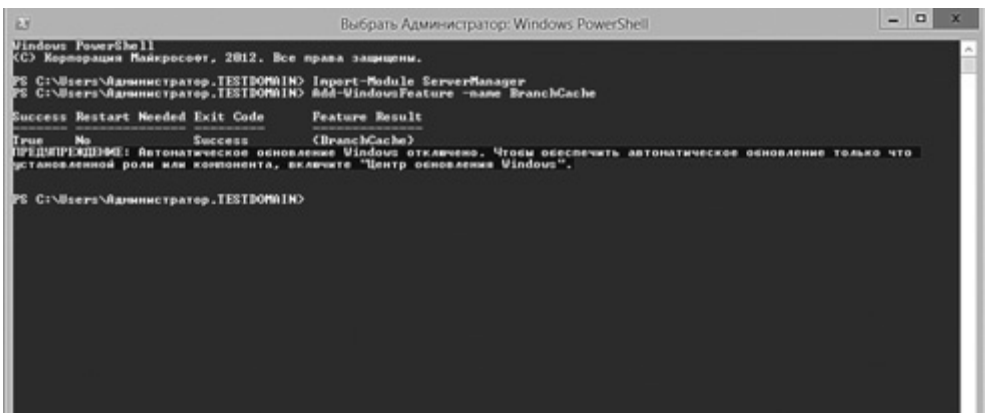 Выбрать Администратор: Windows PowerShell
Windows PowerShell
(C) Корпорация Майкрософт, 2012. Все права защищены.
PS C:\Users\Администратор.TESTDOMAIN> Import-Module ServerManager
PS C:\Users\Администратор.TESTDOMAIN> Add-WindowsFeature -name BranchCache
Success Restart Needed Exit Code Feature Result
------- -------------- --------- --------------
True No Success {BranchCache}
ПРЕДУПРЕЖДЕНИЕ: Автоматическое обновление Windows отключено. Чтобы обеспечить автоматическое обновление только что
установленной роли или компонента, включите "Центр обновления Windows".
PS C:\Users\Администратор.TESTDOMAIN>